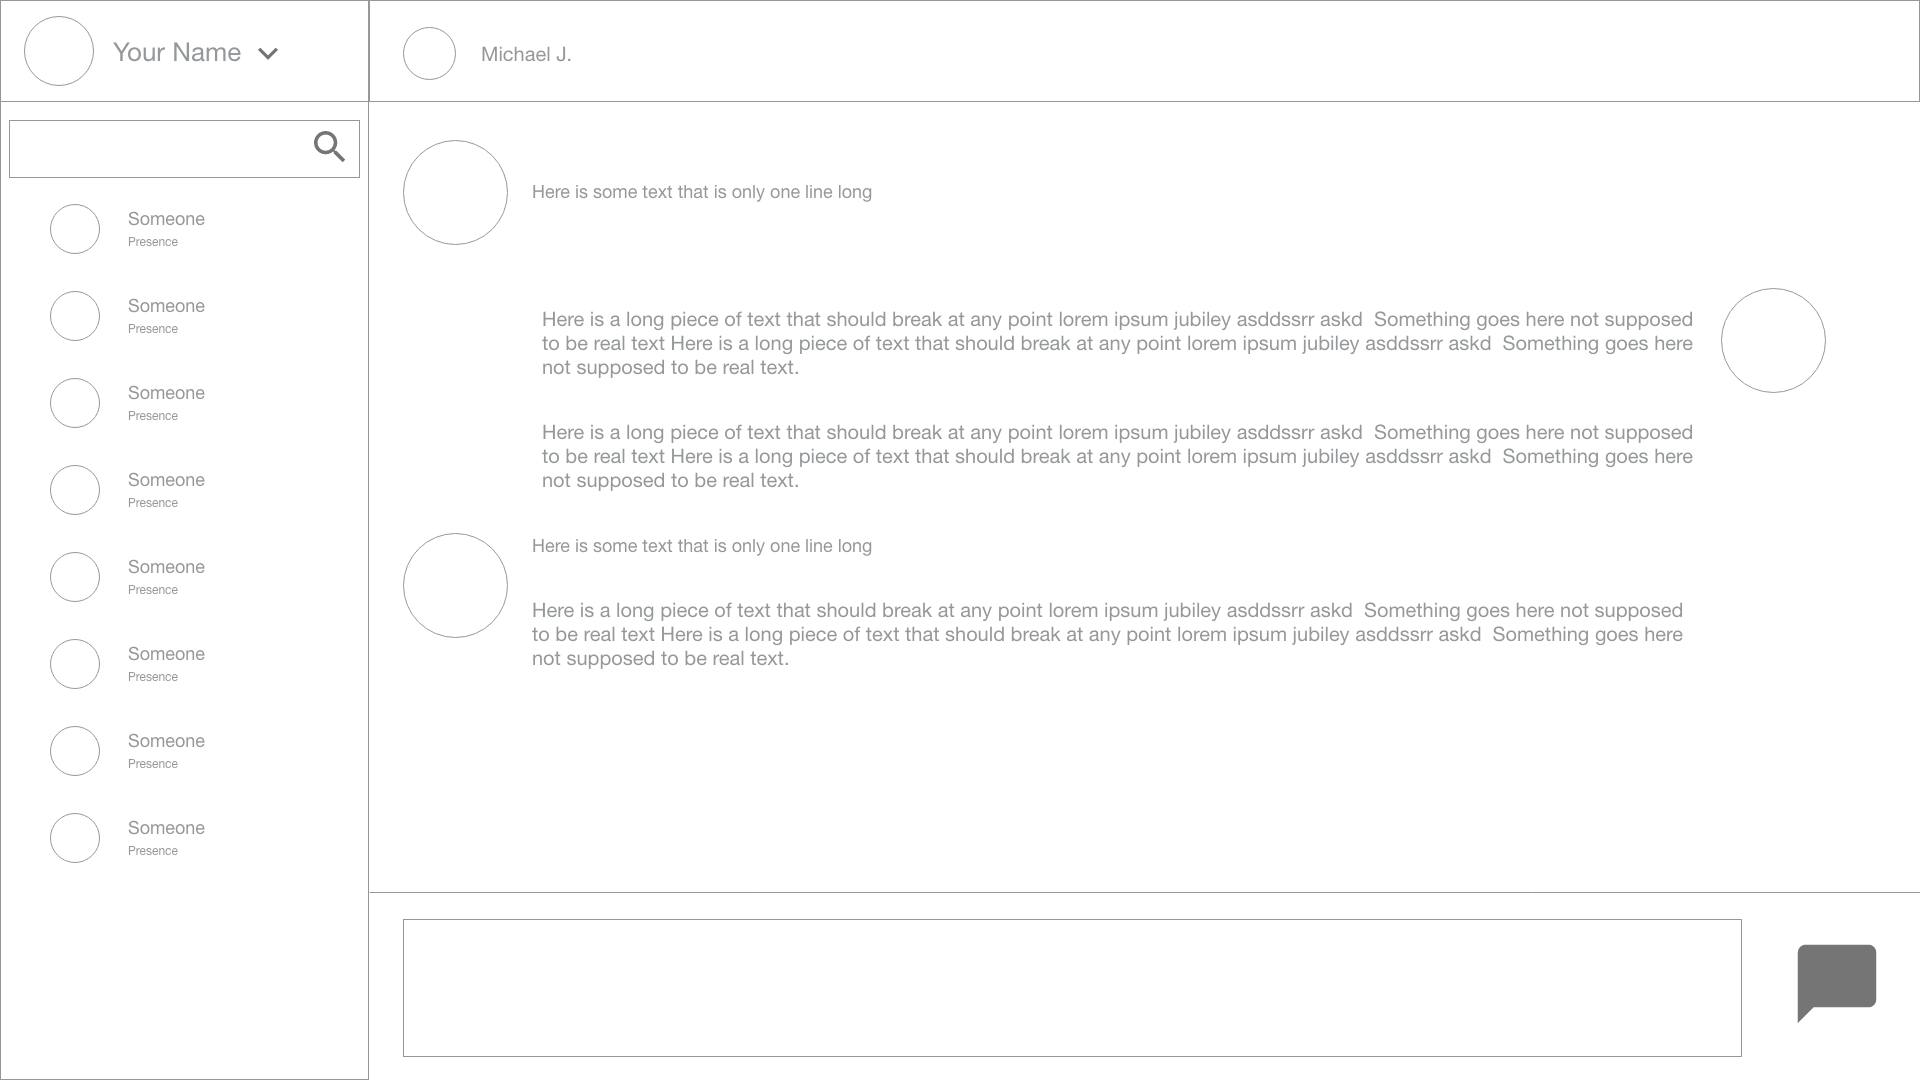 Your Name
Michael J.
Someone
Presence
Someone
Presence
Someone
Presence
Someone
Presence
Someone
Presence
Someone
Presence
Someone
Presence
Someone
Presence
Here is some text that is only one line long
Here is a long piece of text that should break at any point lorem ipsum jubiley asddssrr askd  Something goes here not supposed
to be real text Here is a long piece of text that should break at any point lorem ipsum jubiley asddssrr askd  Something goes here
not supposed to be real text.
Here is a long piece of text that should break at any point lorem ipsum jubiley asddssrr askd  Something goes here not supposed
to be real text Here is a long piece of text that should break at any point lorem ipsum jubiley asddssrr askd  Something goes here
not supposed to be real text.
Here is some text that is only one line long
Here is a long piece of text that should break at any point lorem ipsum jubiley asddssrr askd  Something goes here not supposed
to be real text Here is a long piece of text that should break at any point lorem ipsum jubiley asddssrr askd  Something goes here
not supposed to be real text.